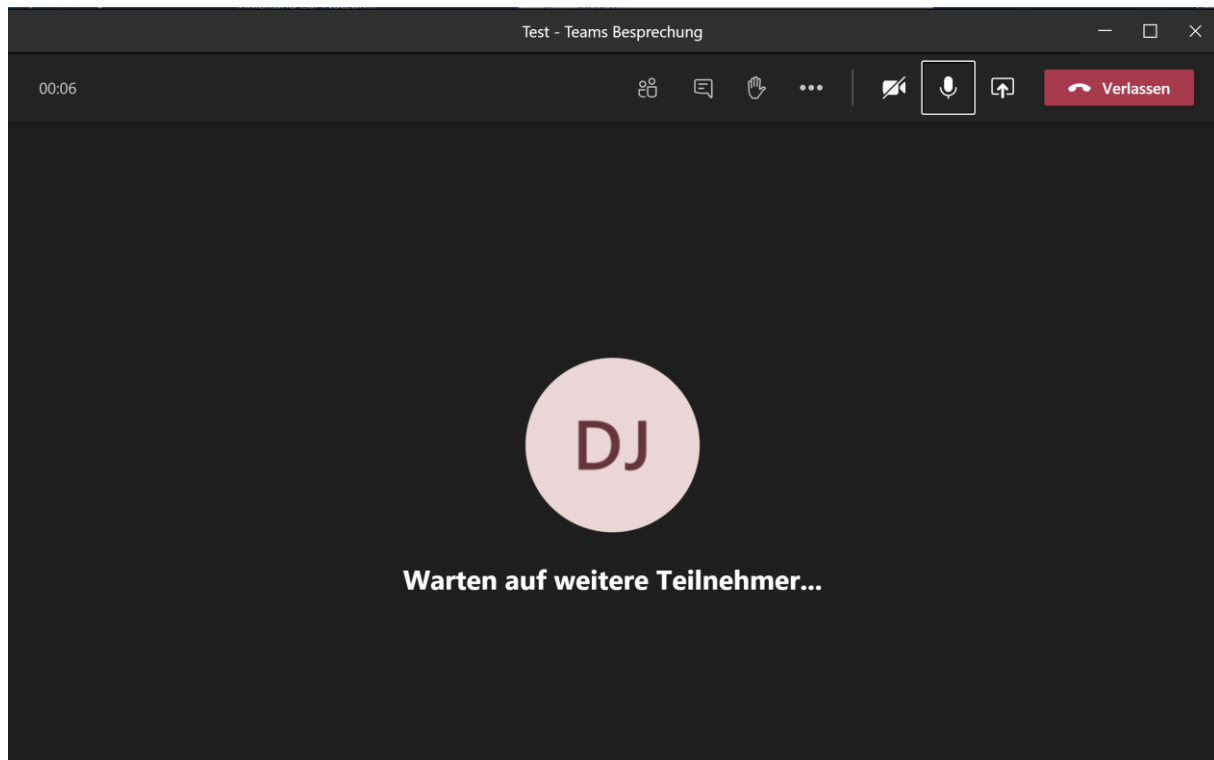 Test - Teams Besprechung
00:06
Verlassen
DJ
Warten auf weitere Teilnehmer...